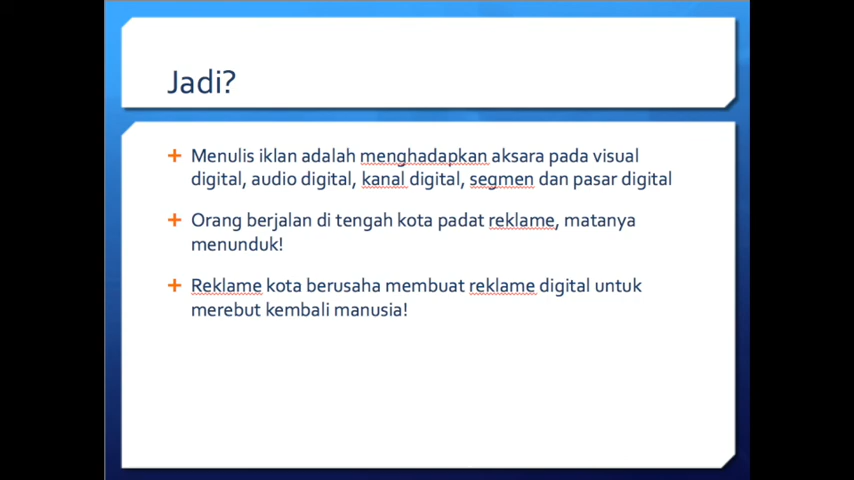 Jadi?
Menulis iklan adalah menghadapkan aksara pada visual
digital, audio digital, kanal digital, segmen dan pasar digital
Orang berjalan di tengah kota padat reklame, matanya
menunduk!
Reklame kota berusaha membuat reklame digital untuk
merebut kembali manusia!